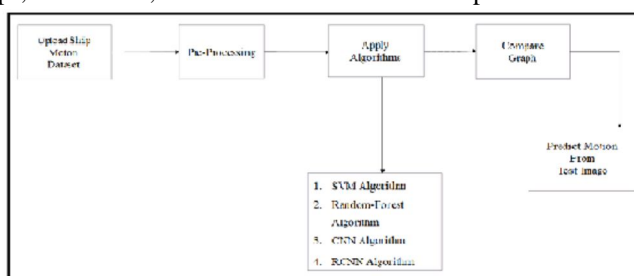 Upload Ship
Motion
Dataset
Pre-Processing
Apply
Algorithms
Compare
Graph
Predict Motion
From
Test Image
1. SVM Algorithm
2. Random-Forest
Algorithm
3. CNN Algorithm
4. RCNN Algorithm